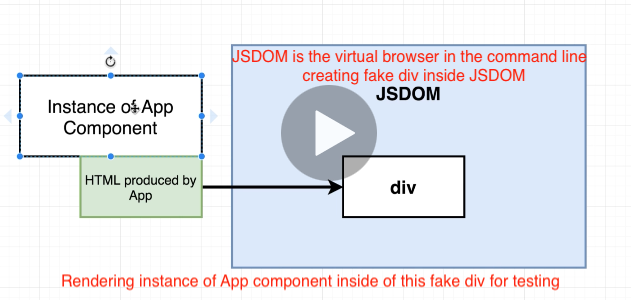 JSDOM is the virtual browser in the command line
creating fake div inside JSDOM
JSDOM
Instance of App
Component
HTML produced by
App
div
Rendering instance of App component inside of this fake div for testing